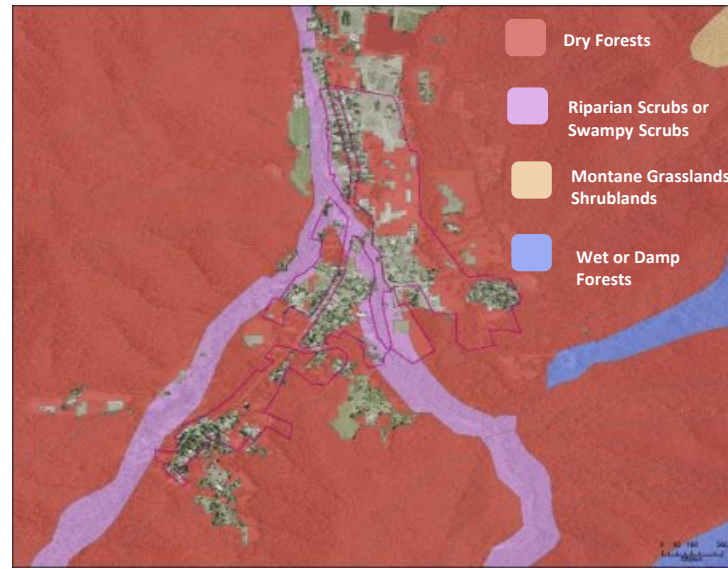 Dry Forests
Riparian Scrubs or
Swampy Scrubs
Montane Grasslands
Shrublands
Wet or Damp
Forests